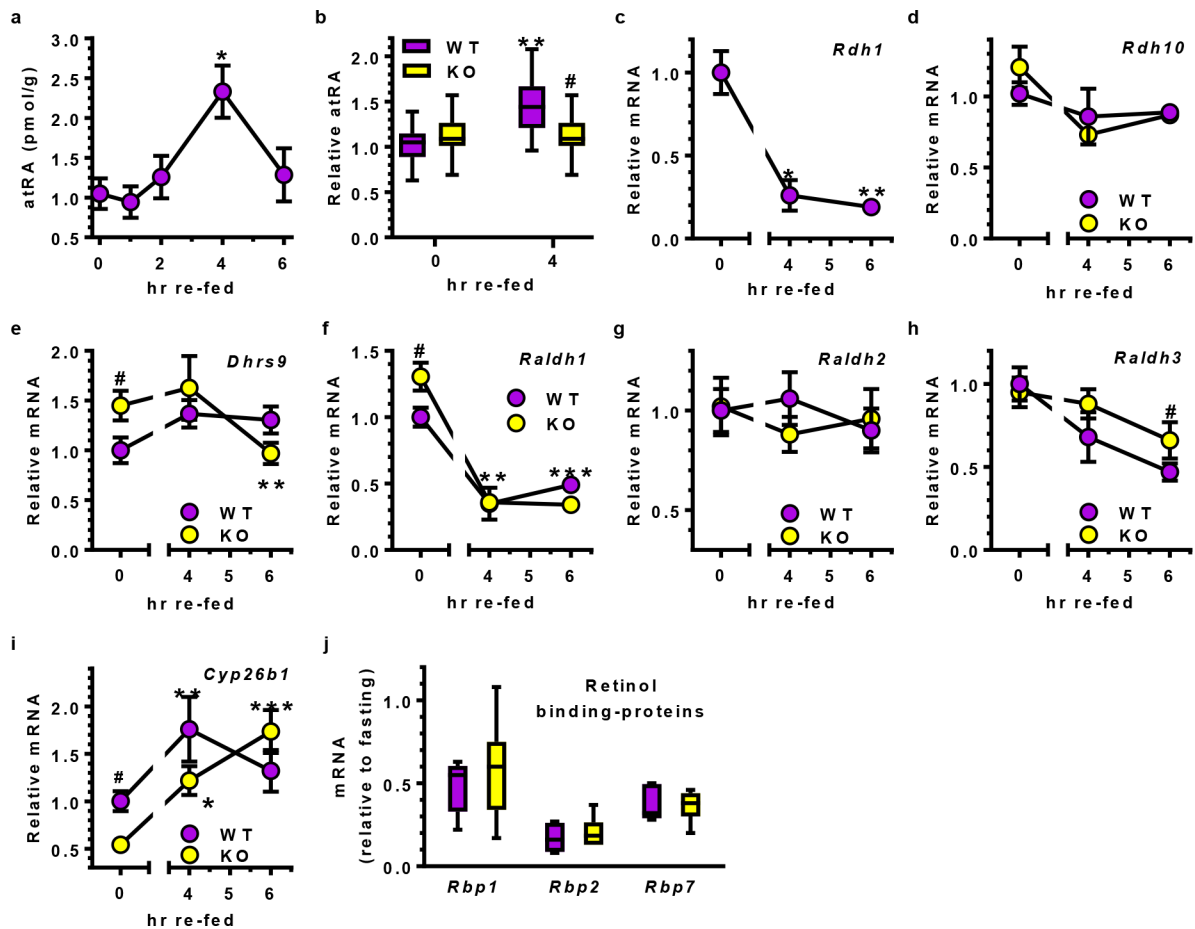 a
3.0
2.5
2.0
1.5
1.0
0.5
atRA (pmol/g)
*
0 2 4 6
hr re-fed
b
2.0
1.5
1.0
0.5
0.0
Relative atRA
WT
KO
**
#
0 4
hr re-fed
c
1.0
0.5
0.0
Relative mRNA
Rdh1
*
**
0 4 5 6
hr re-fed
d
1.0
0.5
0.0
Relative mRNA
Rdh10
WT
KO
0 4 5 6
hr re-fed
e
2.0
1.5
1.0
0.5
0.0
Relative mRNA
Dhrs9
#
**
WT
KO
0 4 5 6
hr re-fed
f
1.5
1.0
0.5
0.0
Relative mRNA
Raldh1
#
WT
KO
**
***
0 4 5 6
hr re-fed
g
1.0
0.5
Relative mRNA
Raldh2
WT
KO
0 4 5 6
hr re-fed
h
1.0
0.5
0.0
Relative mRNA
Raldh3
#
WT
KO
0 4 5 6
hr re-fed
i
2.0
1.5
1.0
0.5
Relative mRNA
Cyp26b1
**
***
#
*
WT
KO
0 4 5 6
hr re-fed
j
1.0
0.5
0.0
mRNA
(relative to fasting)
Retinol
binding-proteins
Rbp1 Rbp2 Rbp7